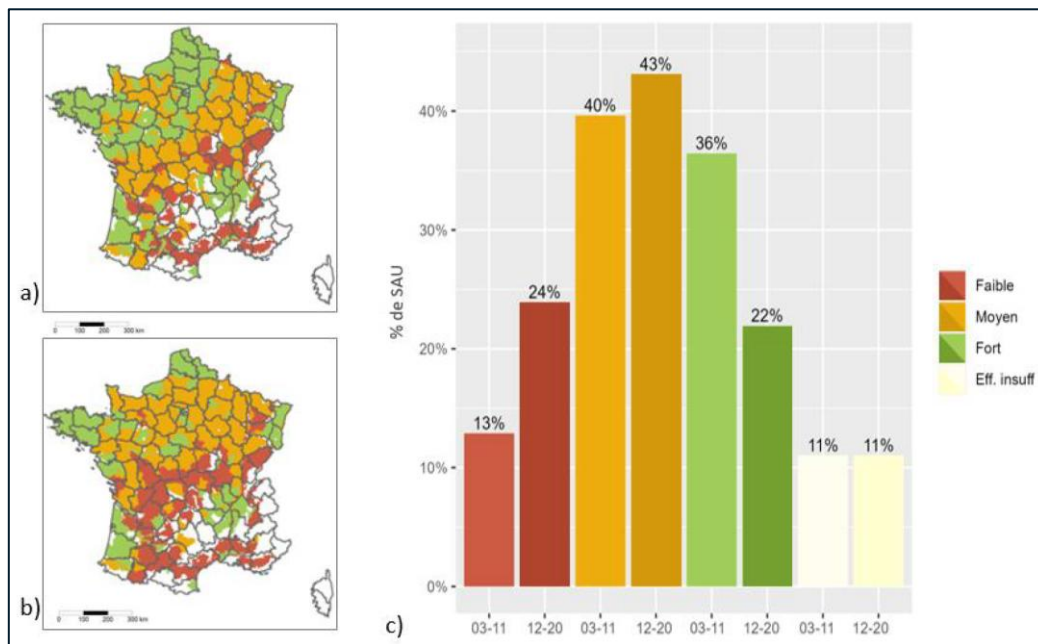 a)
0 100 200 300 km
b)
0 100 200 300 km
c)
% de SAU
40%
30%
20%
10%
0%
13%
24%
40%
43%
36%
22%
11%
11%
03-11 12-20 03-11 12-20 03-11 12-20 03-11 12-20
Faible
Moyen
Fort
Eff. insuff